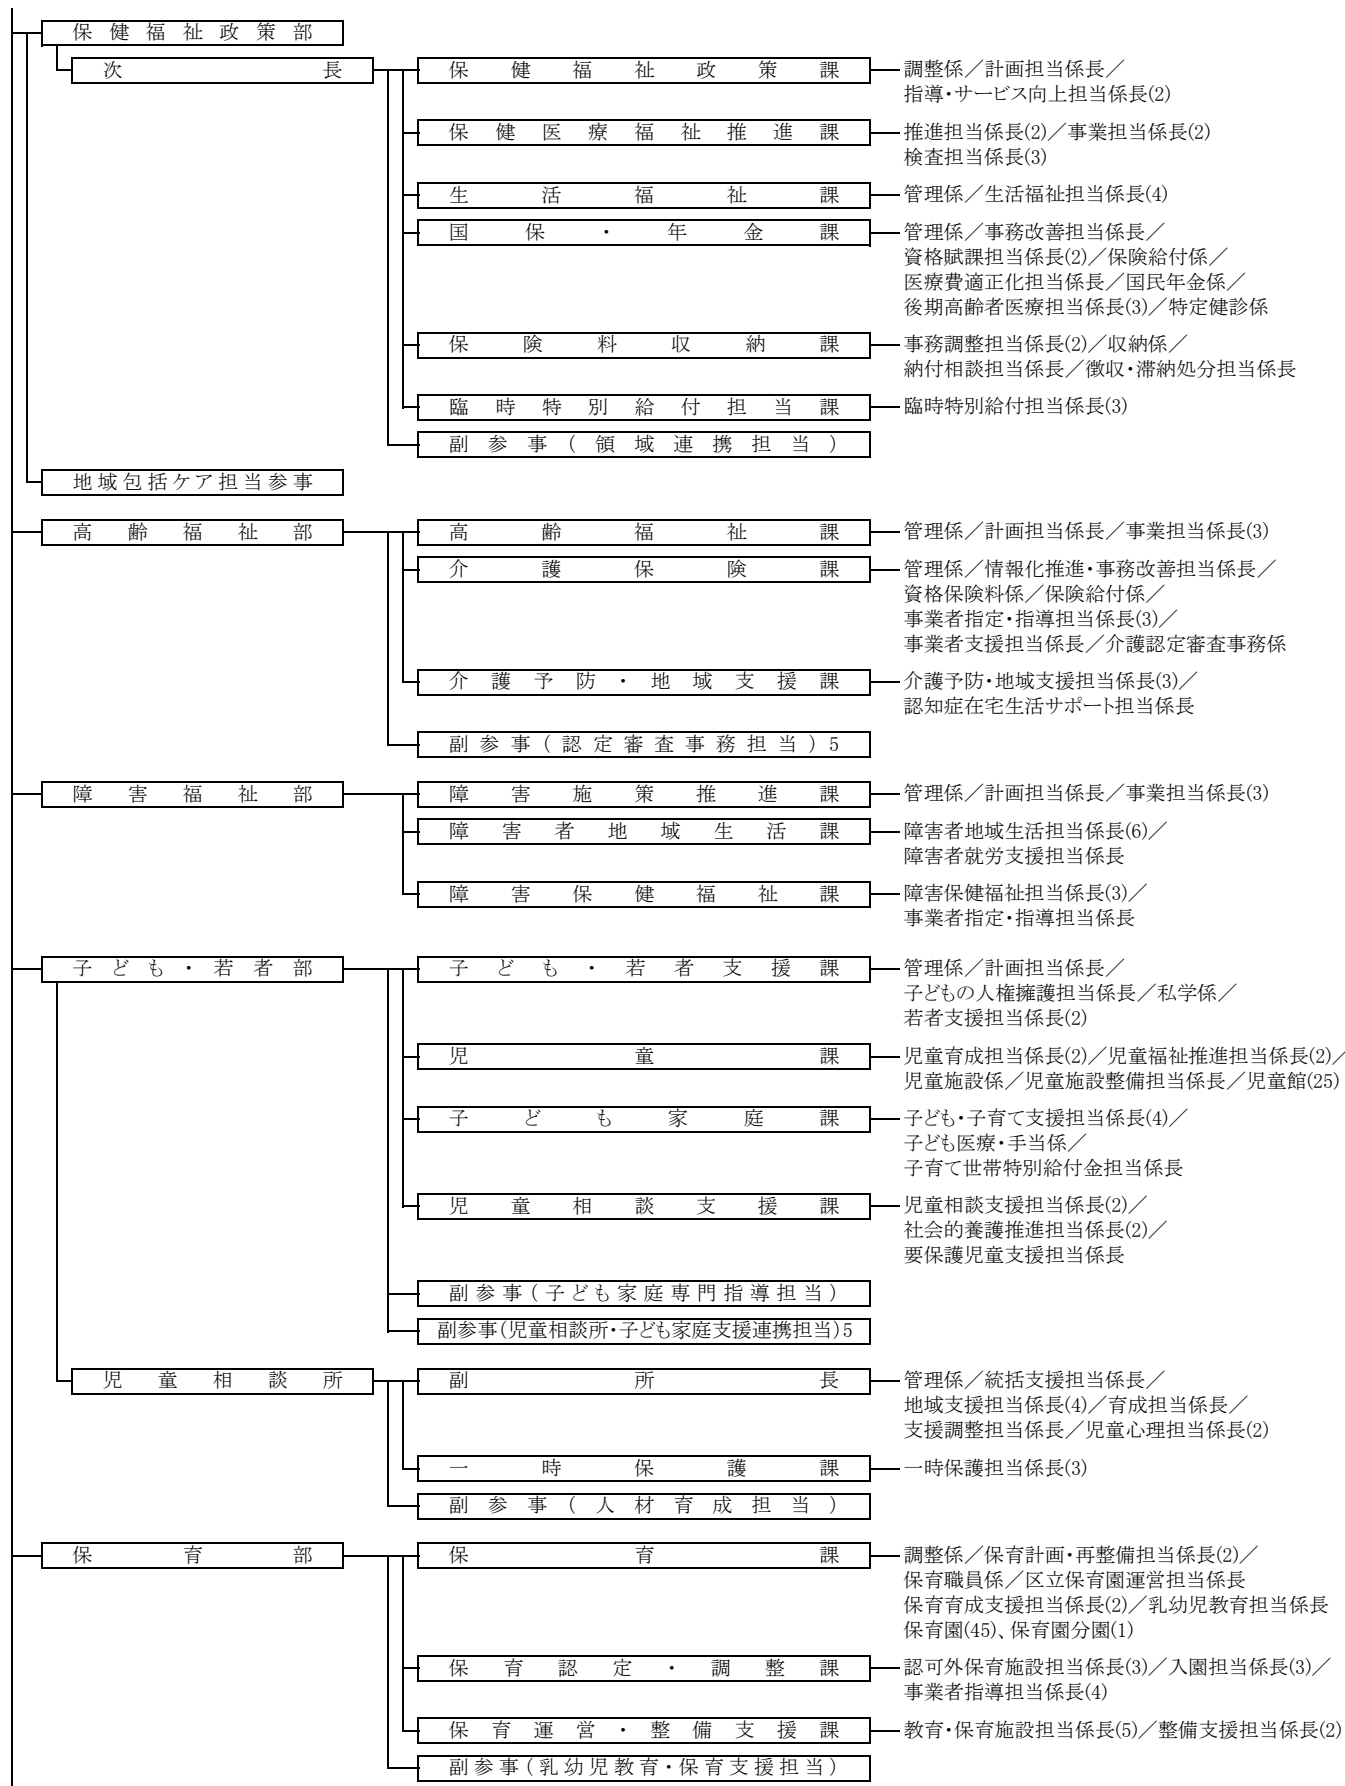 保健福祉政策部
次長
保健福祉政策課
調整係／計画担当係長／
指導・サービス向上担当係長(2)
保健医療福祉推進課
推進担当係長(2)／事業担当係長(2)
検査担当係長(3)
生活福祉課
管理係／生活福祉担当係長(4)
国保・年金課
管理係／事務改善担当係長／
資格賦課担当係長(2)／保険給付係／
医療費適正化担当係長／国民年金係／
後期高齢者医療担当係長(3)／特定健診係
保険料収納課
事務調整担当係長(2)／収納係／
納付相談担当係長／徴収・滞納処分担当係長
臨時特別給付担当課
臨時特別給付担当係長(3)
副参事(領域連携担当)
地域包括ケア担当参事
高齢福祉部
高齢福祉課
管理係／計画担当係長／事業担当係長(3)
介護保険課
管理係／情報化推進・事務改善担当係長／
資格保険料係／保険給付係／
事業者指定・指導担当係長(3)／
事業者支援担当係長／介護認定審査事務係
介護予防・地域支援課
介護予防・地域支援担当係長(3)／
認知症在宅生活サポート担当係長
副参事(認定審査事務担当)5
障害福祉部
障害施策推進課
管理係／計画担当係長／事業担当係長(3)
障害者地域生活課
障害者地域生活担当係長(6)／
障害者就労支援担当係長
障害保健福祉課
障害保健福祉担当係長(3)／
事業者指定・指導担当係長
子ども・若者部
子ども・若者支援課
管理係／計画担当係長／
子どもの人権擁護担当係長／私学係／
若者支援担当係長(2)
児童課
児童育成担当係長(2)／児童福祉推進担当係長(2)／
児童施設係／児童施設整備担当係長／児童館(25)
子ども家庭課
子ども・子育て支援担当係長(4)／
子ども医療・手当係／
子育て世帯特別給付金担当係長
児童相談支援課
児童相談支援担当係長(2)／
社会的養護推進担当係長(2)／
要保護児童支援担当係長
副参事(子ども家庭専門指導担当)
副参事(児童相談所・子ども家庭支援連携担当)5
児童相談所
副所長
管理係／統括支援担当係長／
地域支援担当係長(4)／育成担当係長／
支援調整担当係長／児童心理担当係長(2)
一時保護課
一時保護担当係長(3)
副参事(人材育成担当)
保育部
保育課
調整係／保育計画・再整備担当係長(2)／
保育職員係／区立保育園運営担当係長
保育育成支援担当係長(2)／乳幼児教育担当係長
保育園(45)、保育園分園(1)
保育認定・調整課
認可外保育施設担当係長(3)／入園担当係長(3)／
事業者指導担当係長(4)
保育運営・整備支援課
教育・保育施設担当係長(5)／整備支援担当係長(2)
副参事(乳幼児教育・保育支援担当)